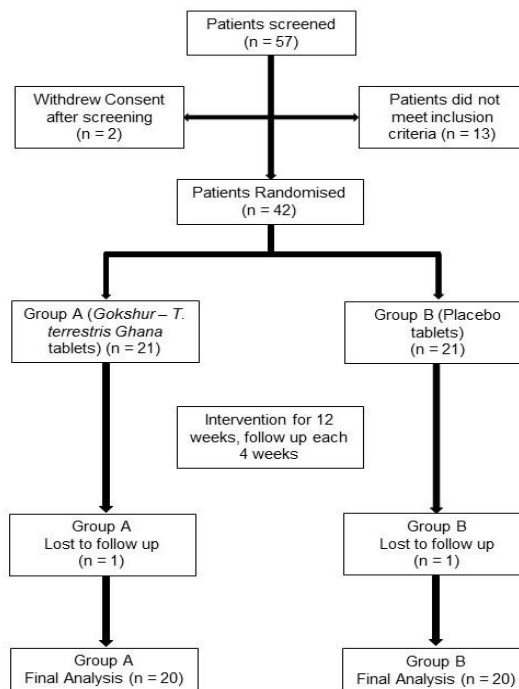 Patients screened
(n = 57)
Withdrew Consent
after screening
(n = 2)
Patients did not
meet inclusion
criteria (n = 13)
Patients Randomised
(n = 42)
Group A (Gokshur – T.
terrestris Ghana
tablets) (n = 21)
Group B (Placebo
tablets)
(n = 21)
Intervention for 12
weeks, follow up each
4 weeks
Group A
Lost to follow up
(n = 1)
Group B
Lost to follow up
(n = 1)
Group A
Final Analysis (n = 20)
Group B
Final Analysis (n = 20)